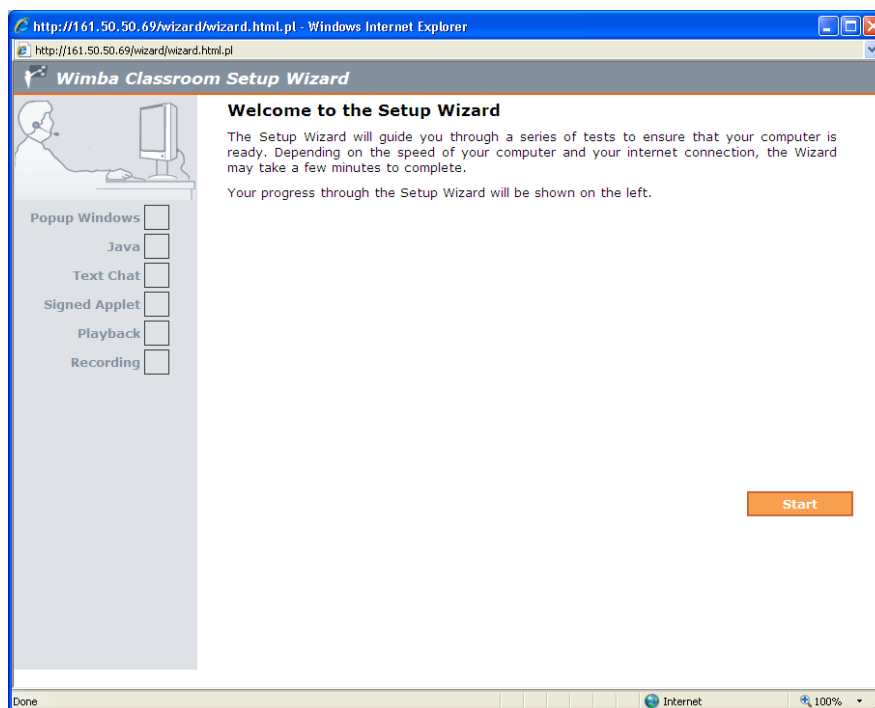 http://161.50.50.69/wizard/wizard.html.pl - Windows Internet Explorer
http://161.50.50.69/wizard/wizard.html.pl
Wimba Classroom Setup Wizard
Welcome to the Setup Wizard
The Setup Wizard will guide you through a series of tests to ensure that your computer is
ready. Depending on the speed of your computer and your internet connection, the Wizard
may take a few minutes to complete.
Your progress through the Setup Wizard will be shown on the left.
Popup Windows
Java
Text Chat
Signed Applet
Playback
Recording
Start
Done
Internet
100%